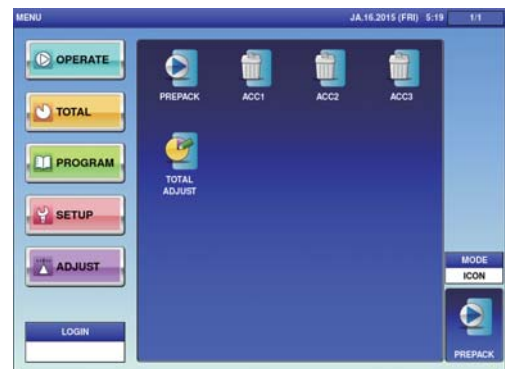 MENU JA.16.2015 (FRI) 5:19 1/1
OPERATE
TOTAL
PROGRAM
SETUP
ADJUST
LOGIN
PREPACK ACC1 ACC2 ACC3
TOTAL
ADJUST
MODE
ICON
PREPACK